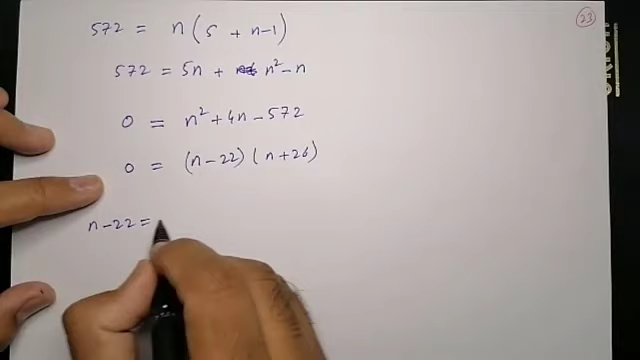 23
572 = n(5 + n-1)
572 = 5n + n² - n
0 = n² + 4n - 572
0 = (n-22)(n+26)
n-22 =